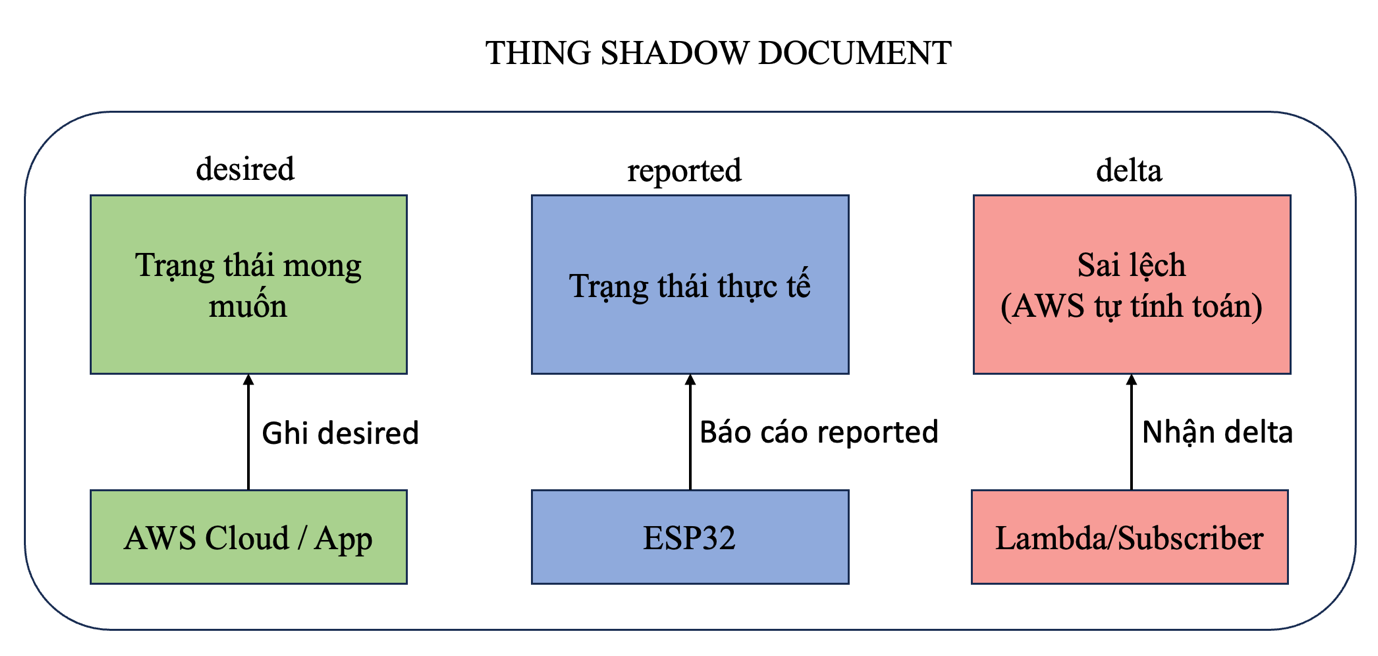 THING SHADOW DOCUMENT
desired
reported
delta
Trạng thái mong
muốn
Trạng thái thực tế
Sai lệch
(AWS tự tính toán)
Ghi desired
Báo cáo reported
Nhận delta
AWS Cloud / App
ESP32
Lambda/Subscriber